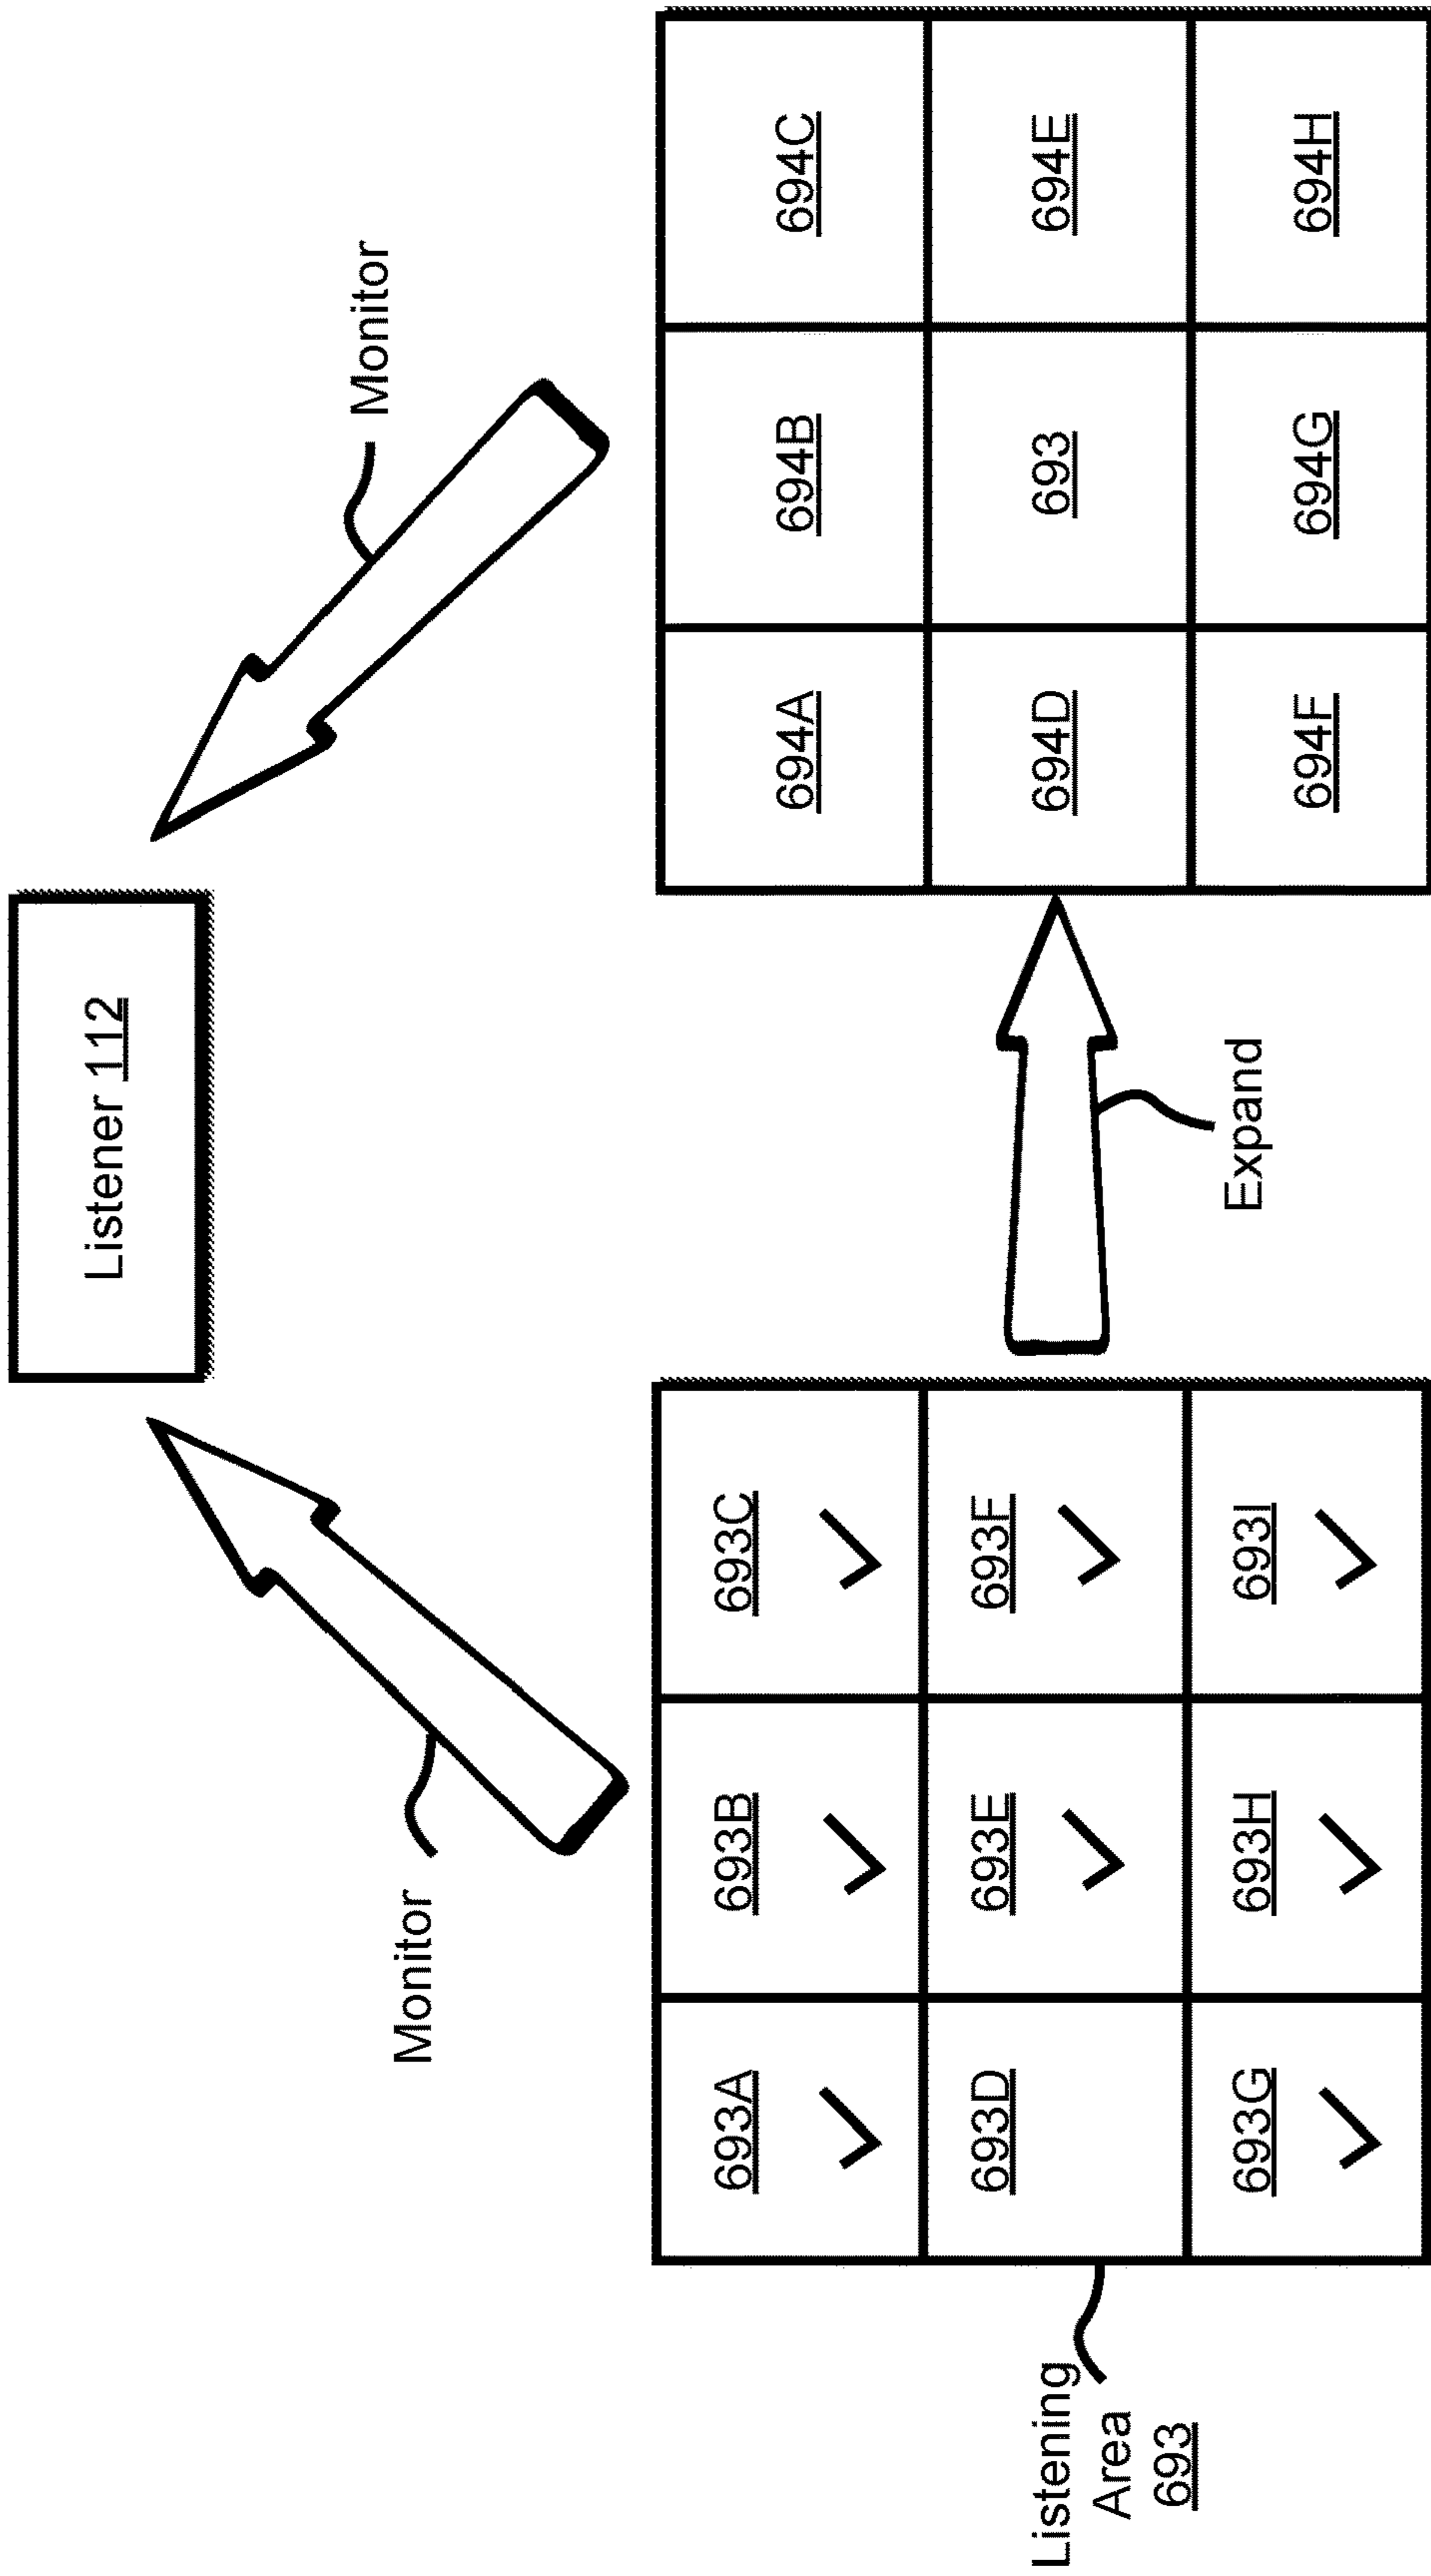 Listener 112
Monitor
Monitor
Listening
Area
693
693A
693B
693C
693D
693E
693F
693G
693H
693I
Expand
694A
694B
694C
694D
693
694E
694F
694G
694H